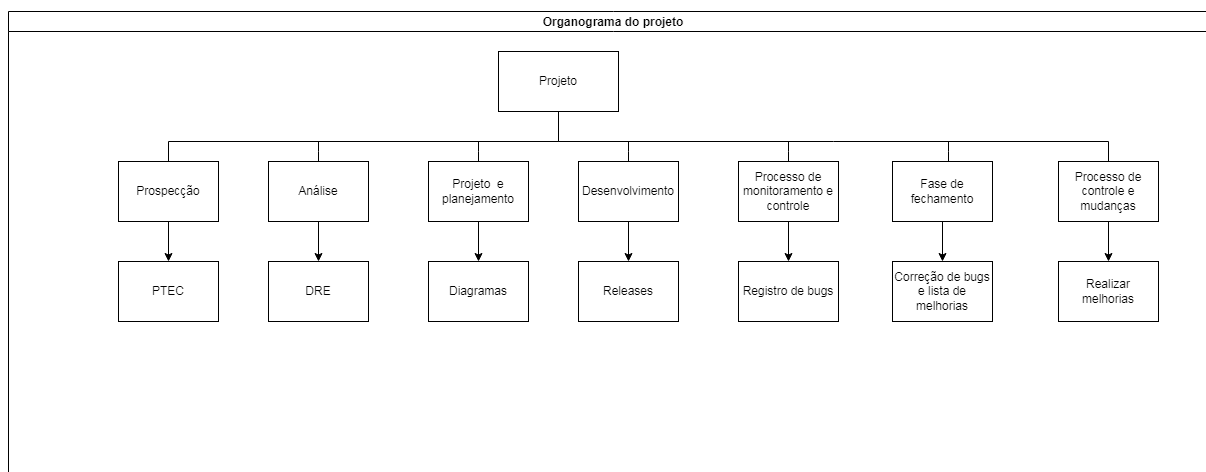 Organograma do projeto
Projeto
Prospecção
Análise
Projeto e
planejamento
Desenvolvimento
Processo de
monitoramento e
controle
Fase de
fechamento
Processo de
controle e
mudanças
PTEC
DRE
Diagramas
Releases
Registro de bugs
Correção de bugs
e lista de
melhorias
Realizar
melhorias